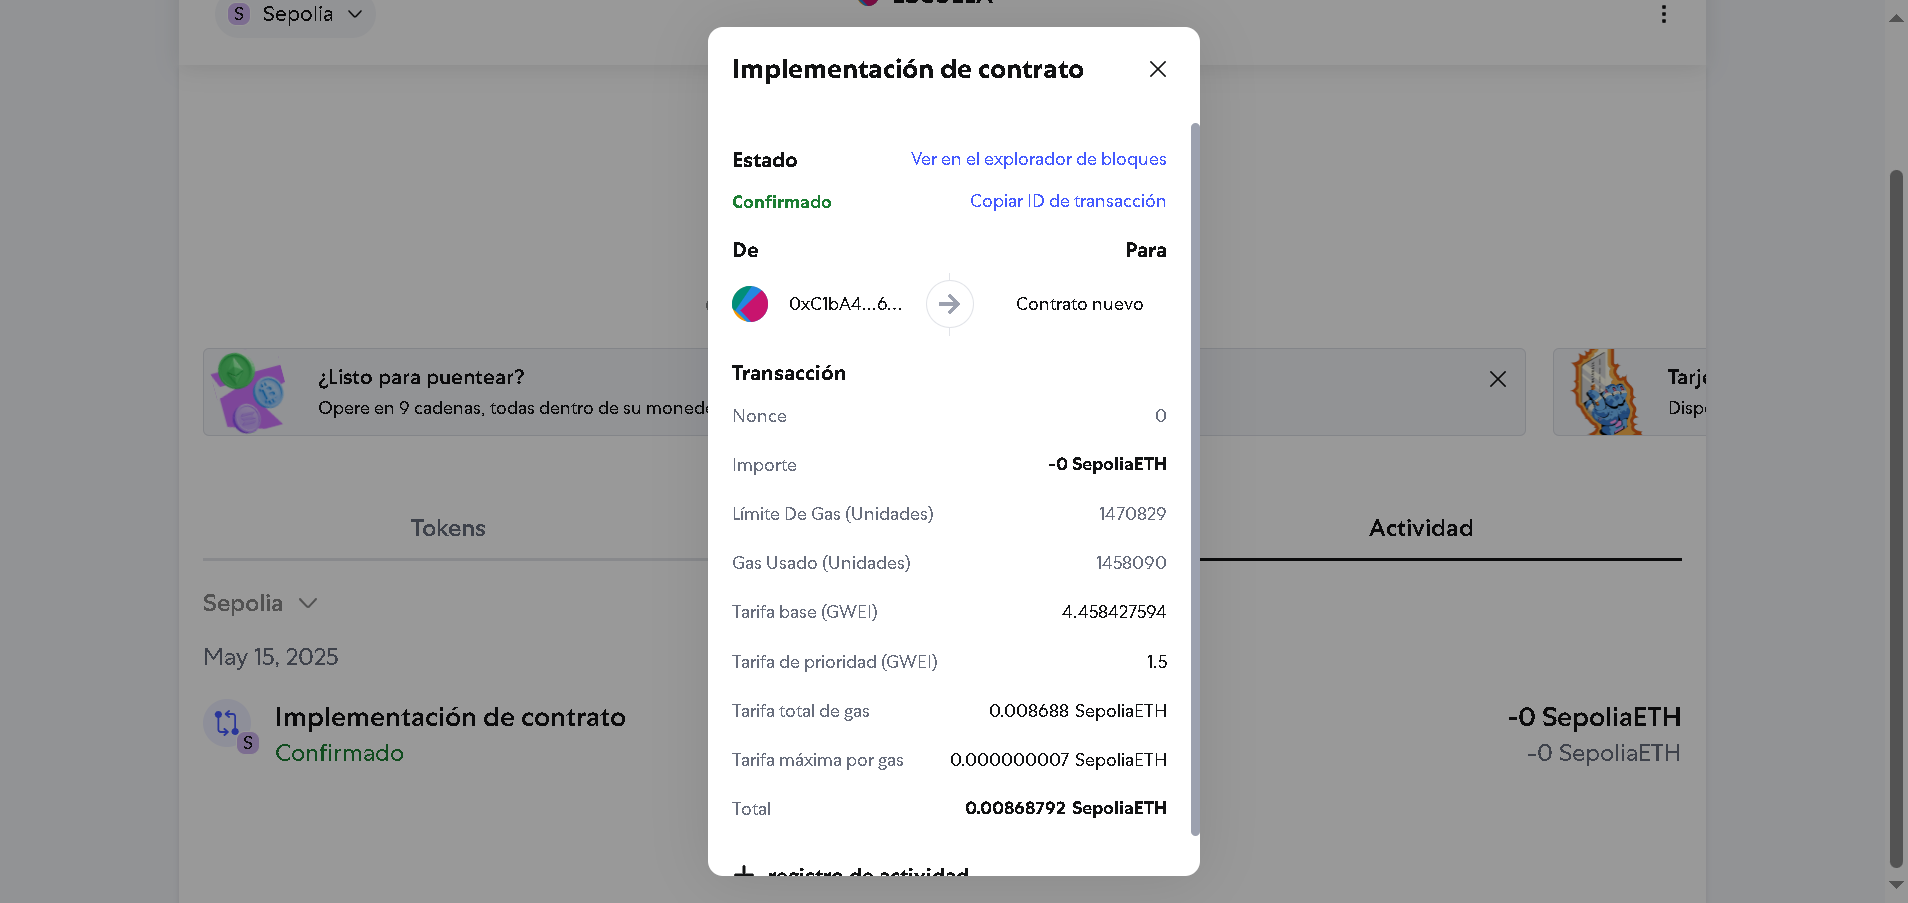 S Sepolia
Implementación de contrato
Estado
Ver en el explorador de bloques
Confirmado
Copiar ID de transacción
De
Para
0xC1bA4...6...
Contrato nuevo
Transacción
Nonce
0
Importe
-0 SepoliaETH
Límite De Gas (Unidades)
1470829
Gas Usado (Unidades)
1458090
Tarifa base (GWEI)
4.458427594
Tarifa de prioridad (GWEI)
1.5
Tarifa total de gas
0.008688 SepoliaETH
Tarifa máxima por gas
0.000000007 SepoliaETH
Total
0.00868792 SepoliaETH
registro de actividad
¿Listo para puentear?
Opere en 9 cadenas, todas dentro de su
Tokens
Actividad
Sepolia
May 15, 2025
Implementación de contrato
S
Confirmado
-0 SepoliaETH
-0 SepoliaETH